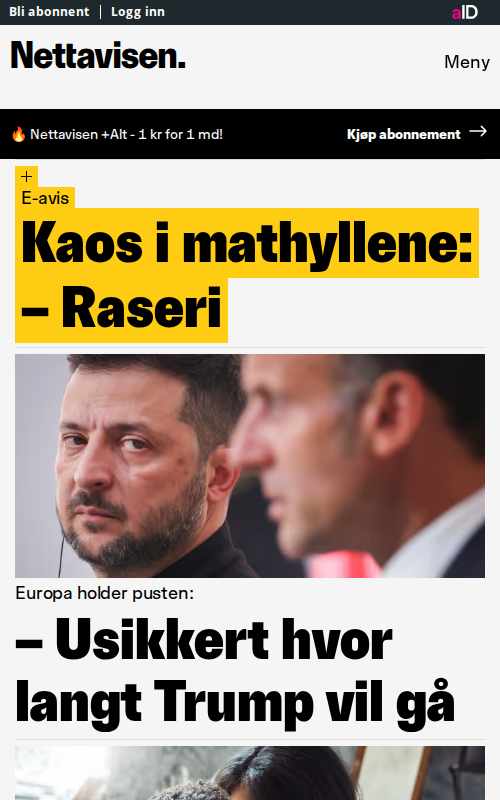 Bli abonnent | Logg inn
aID
Nettavisen.
Meny
🔥 Nettavisen +Alt - 1 kr for 1 md!
Kjøp abonnement →
+
E-avis
Kaos i mathyllene:
– Raseri
Europa holder pusten:
– Usikkert hvor
langt Trump vil gå